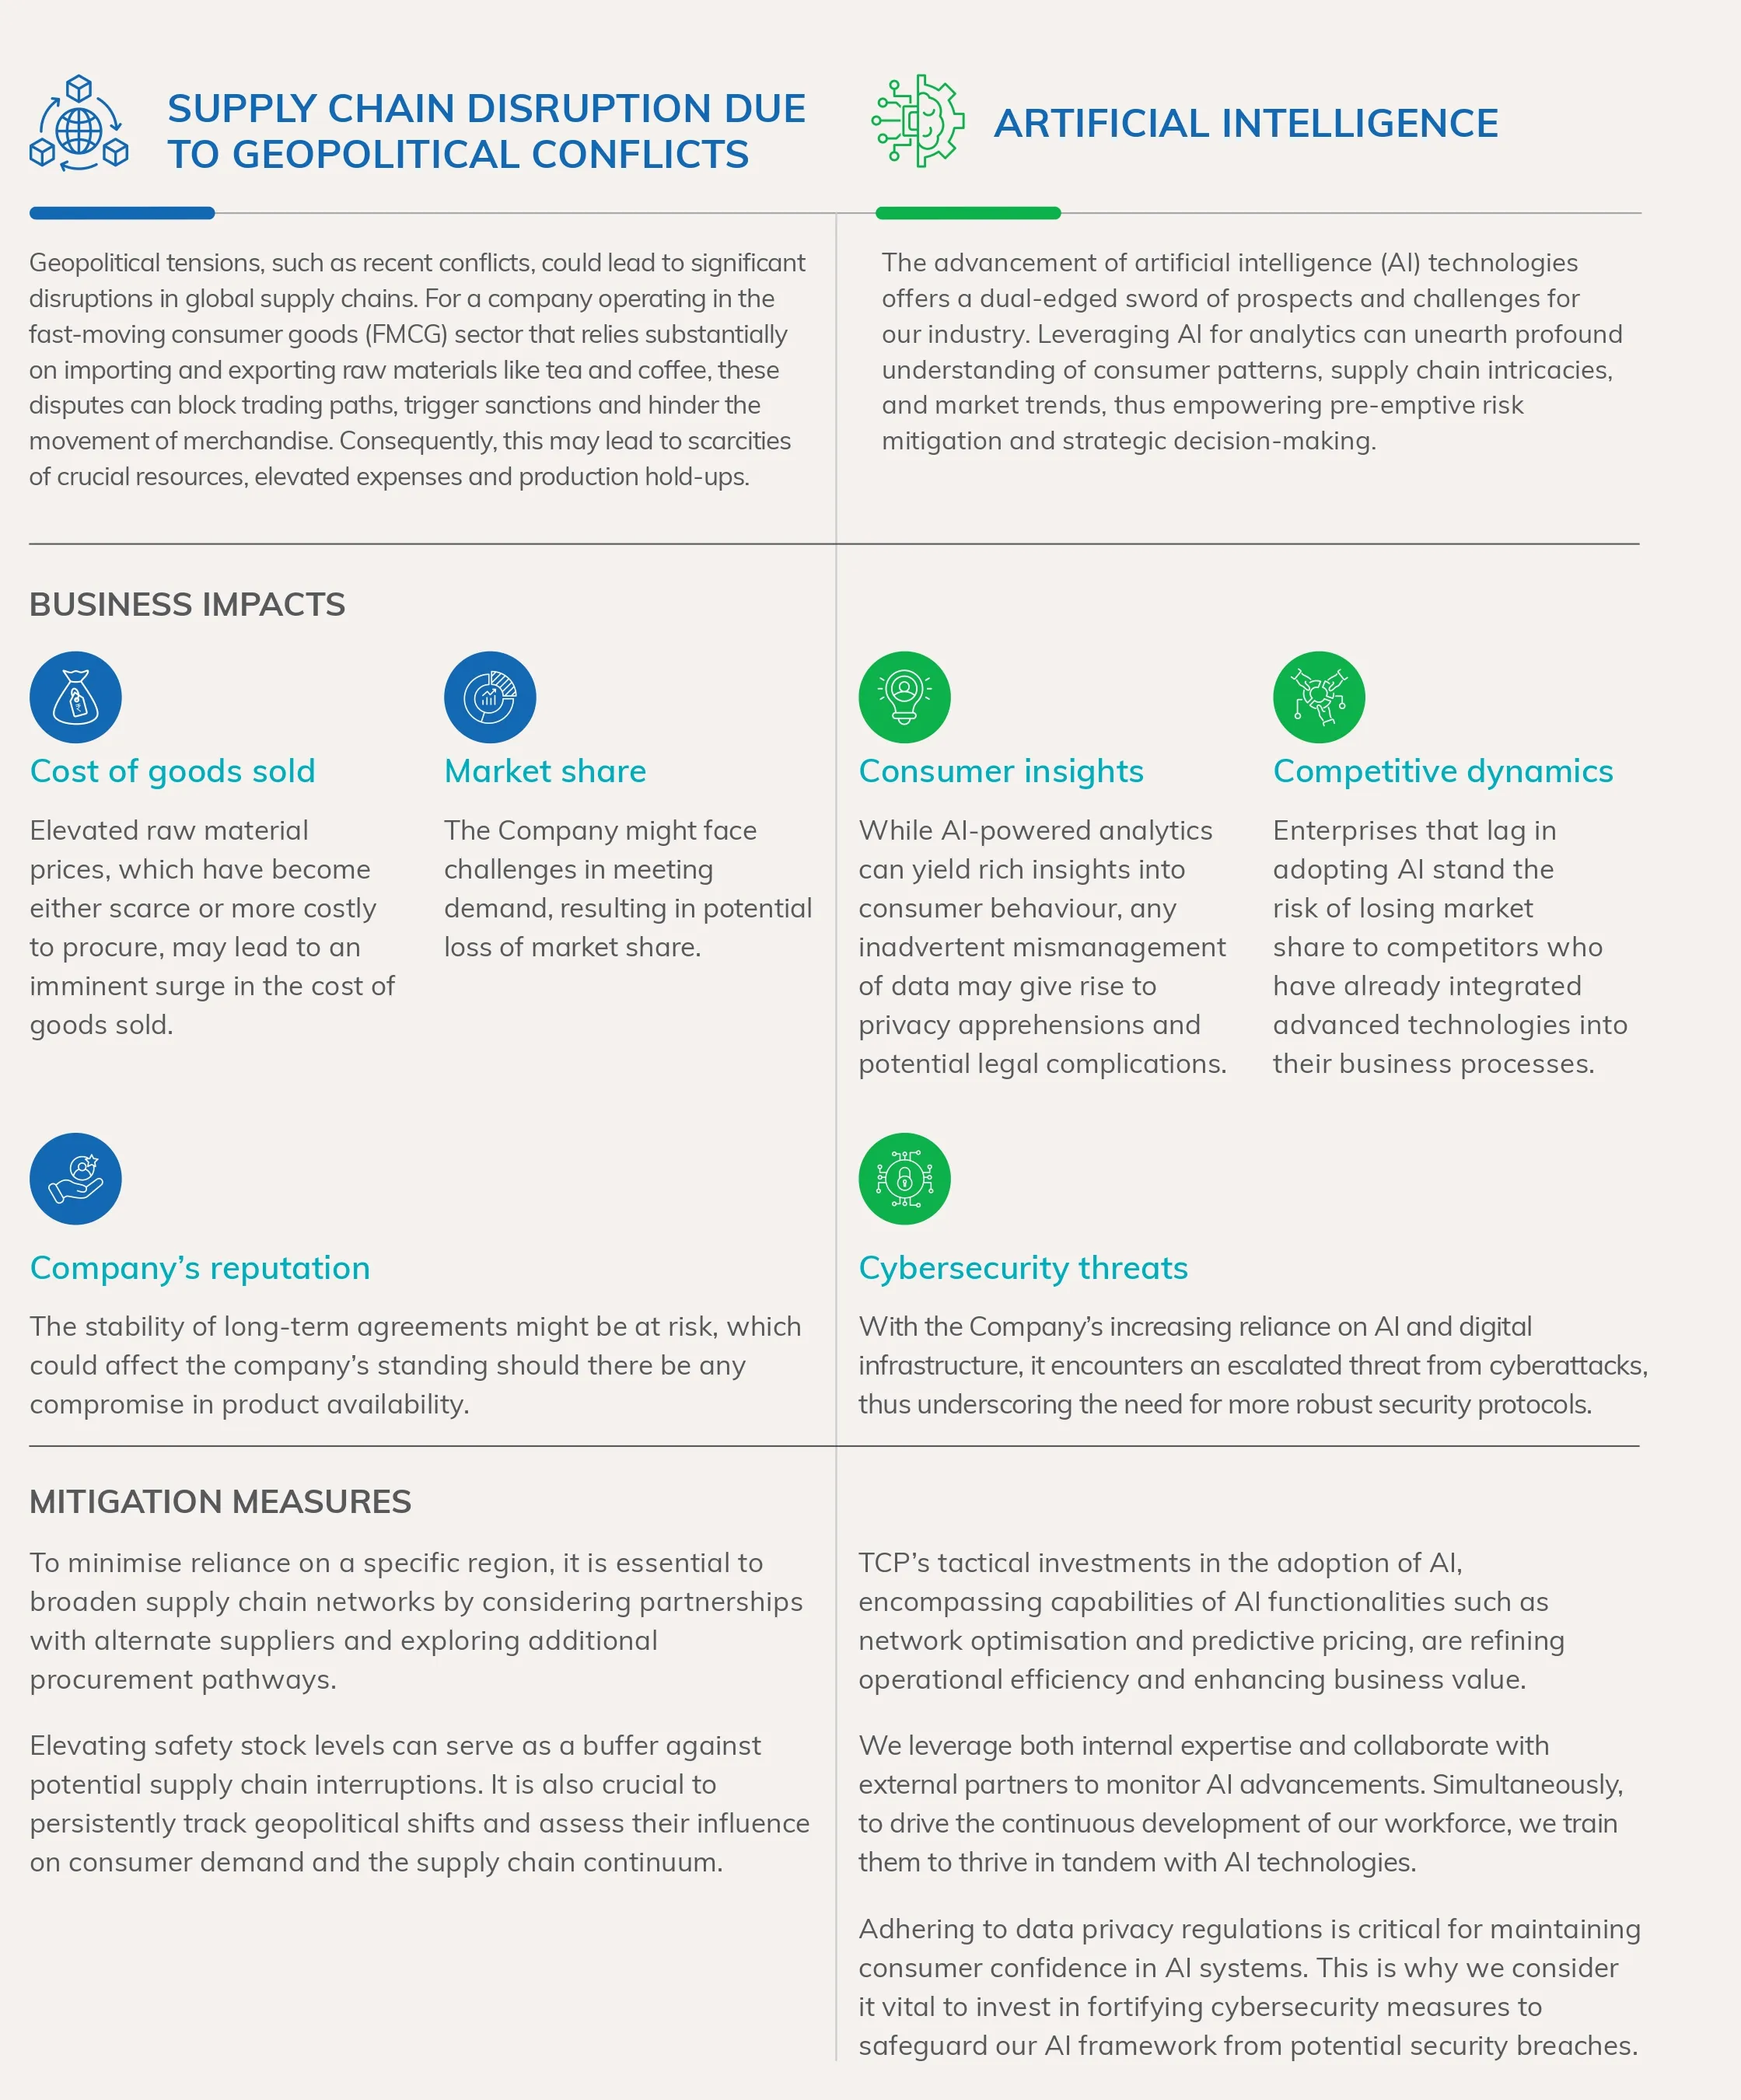 SUPPLY CHAIN DISRUPTION DUE
TO GEOPOLITICAL CONFLICTS
Geopolitical tensions, such as recent conflicts, could lead to significant
disruptions in global supply chains. For a company operating in the
fast-moving consumer goods (FMCG) sector that relies substantially
on importing and exporting raw materials like tea and coffee, these
disputes can block trading paths, trigger sanctions and hinder the
movement of merchandise. Consequently, this may lead to scarcities
of crucial resources, elevated expenses and production hold-ups.
ARTIFICIAL INTELLIGENCE
The advancement of artificial intelligence (AI) technologies
offers a dual-edged sword of prospects and challenges for
our industry. Leveraging AI for analytics can unearth profound
understanding of consumer patterns, supply chain intricacies,
and market trends, thus empowering pre-emptive risk
mitigation and strategic decision-making.
BUSINESS IMPACTS
₹
Cost of goods sold
Elevated raw material
prices, which have become
either scarce or more costly
to procure, may lead to an
imminent surge in the cost of
goods sold.
Market share
The Company might face
challenges in meeting
demand, resulting in potential
loss of market share.
Company’s reputation
The stability of long-term agreements might be at risk, which
could affect the company’s standing should there be any
compromise in product availability.
Consumer insights
While AI-powered analytics
can yield rich insights into
consumer behaviour, any
inadvertent mismanagement
of data may give rise to
privacy apprehensions and
potential legal complications.
Competitive dynamics
Enterprises that lag in
adopting AI stand the
risk of losing market
share to competitors who
have already integrated
advanced technologies into
their business processes.
Cybersecurity threats
With the Company’s increasing reliance on AI and digital
infrastructure, it encounters an escalated threat from cyberattacks,
thus underscoring the need for more robust security protocols.
MITIGATION MEASURES
To minimise reliance on a specific region, it is essential to
broaden supply chain networks by considering partnerships
with alternate suppliers and exploring additional
procurement pathways.
Elevating safety stock levels can serve as a buffer against
potential supply chain interruptions. It is also crucial to
persistently track geopolitical shifts and assess their influence
on consumer demand and the supply chain continuum.
TCP’s tactical investments in the adoption of AI,
encompassing capabilities of AI functionalities such as
network optimisation and predictive pricing, are refining
operational efficiency and enhancing business value.
We leverage both internal expertise and collaborate with
external partners to monitor AI advancements. Simultaneously,
to drive the continuous development of our workforce, we train
them to thrive in tandem with AI technologies.
Adhering to data privacy regulations is critical for maintaining
consumer confidence in AI systems. This is why we consider
it vital to invest in fortifying cybersecurity measures to
safeguard our AI framework from potential security breaches.